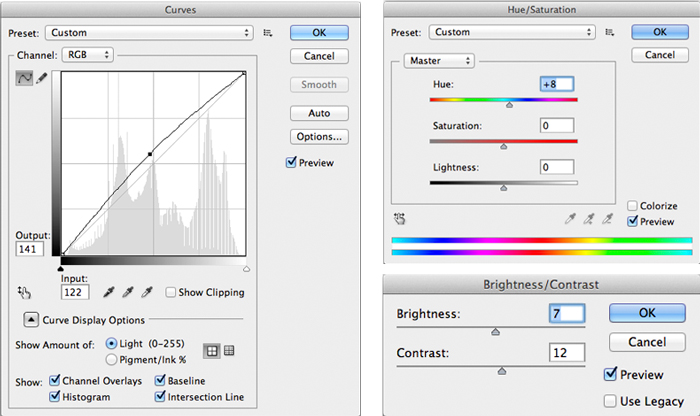 Curves
Preset: Custom
OK
Channel: RGB
Cancel
Smooth
Auto
Options...
Preview
Output:
141
Input:
122
Show Clipping
Curve Display Options
Show Amount of: Light (0-255)
Pigment/Ink %
Show: Channel Overlays Baseline
Histogram Intersection Line
Hue/Saturation
Preset: Custom
OK
Cancel
Master
Hue: +8
Saturation: 0
Lightness: 0
Colorize
Preview
Brightness/Contrast
Brightness: 7
OK
Cancel
Contrast: 12
Preview
Use Legacy